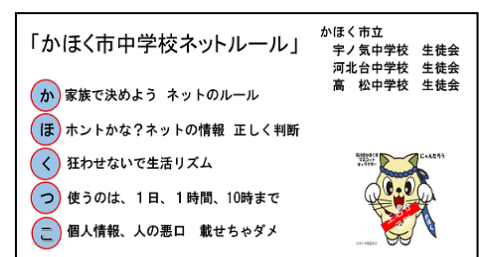 「かほく市中学校ネットルール」
かほく市立
宇ノ気中学校 生徒会
河北台中学校 生徒会
高 松中学校 生徒会
か 家族で決めよう ネットのルール
ほ ホントかな？ネットの情報 正しく判断
く 狂わせないで生活リズム
つ 使うのは、１日、１時間、10時まで
こ 個人情報、人の悪口 載せちゃダメ
にゃんたろう